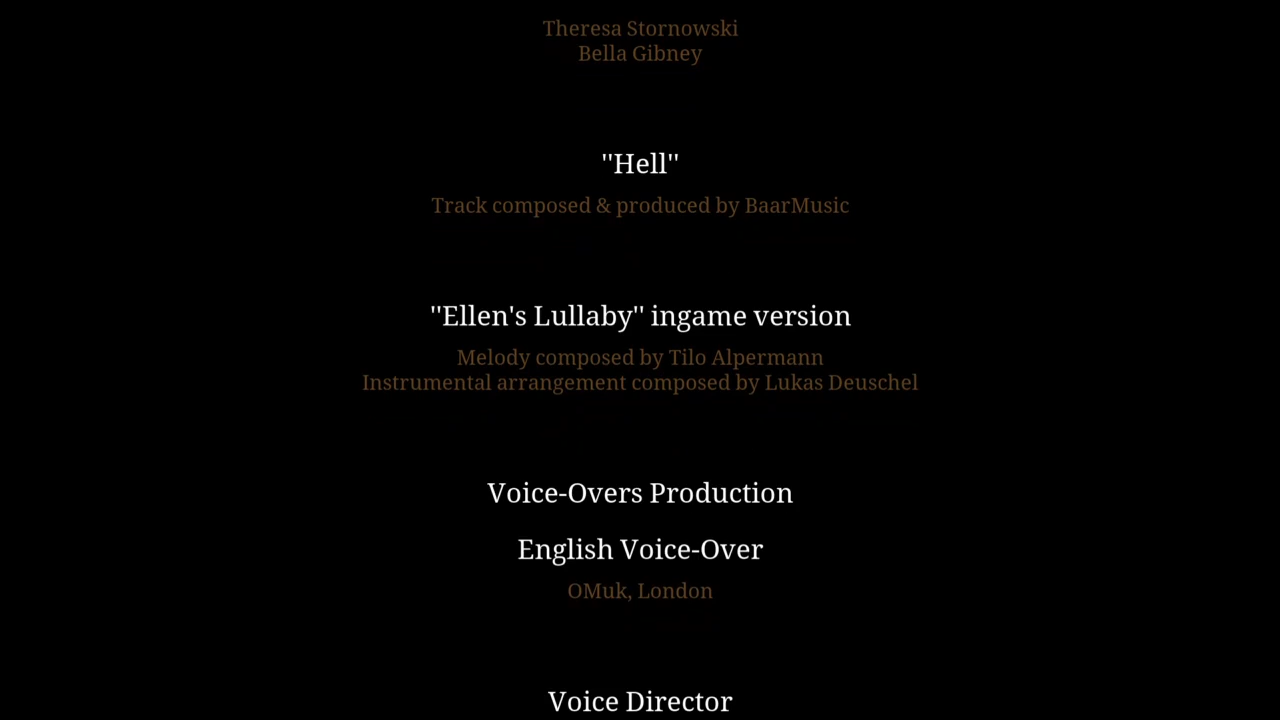 Theresa Stornowski
Bella Gibney
"Hell"
Track composed & produced by BaarMusic
"Ellen's Lullaby" ingame version
Melody composed by Tilo Alpermann
Instrumental arrangement composed by Lukas Deuschel
Voice-Overs Production
English Voice-Over
OMuk, London
Voice Director